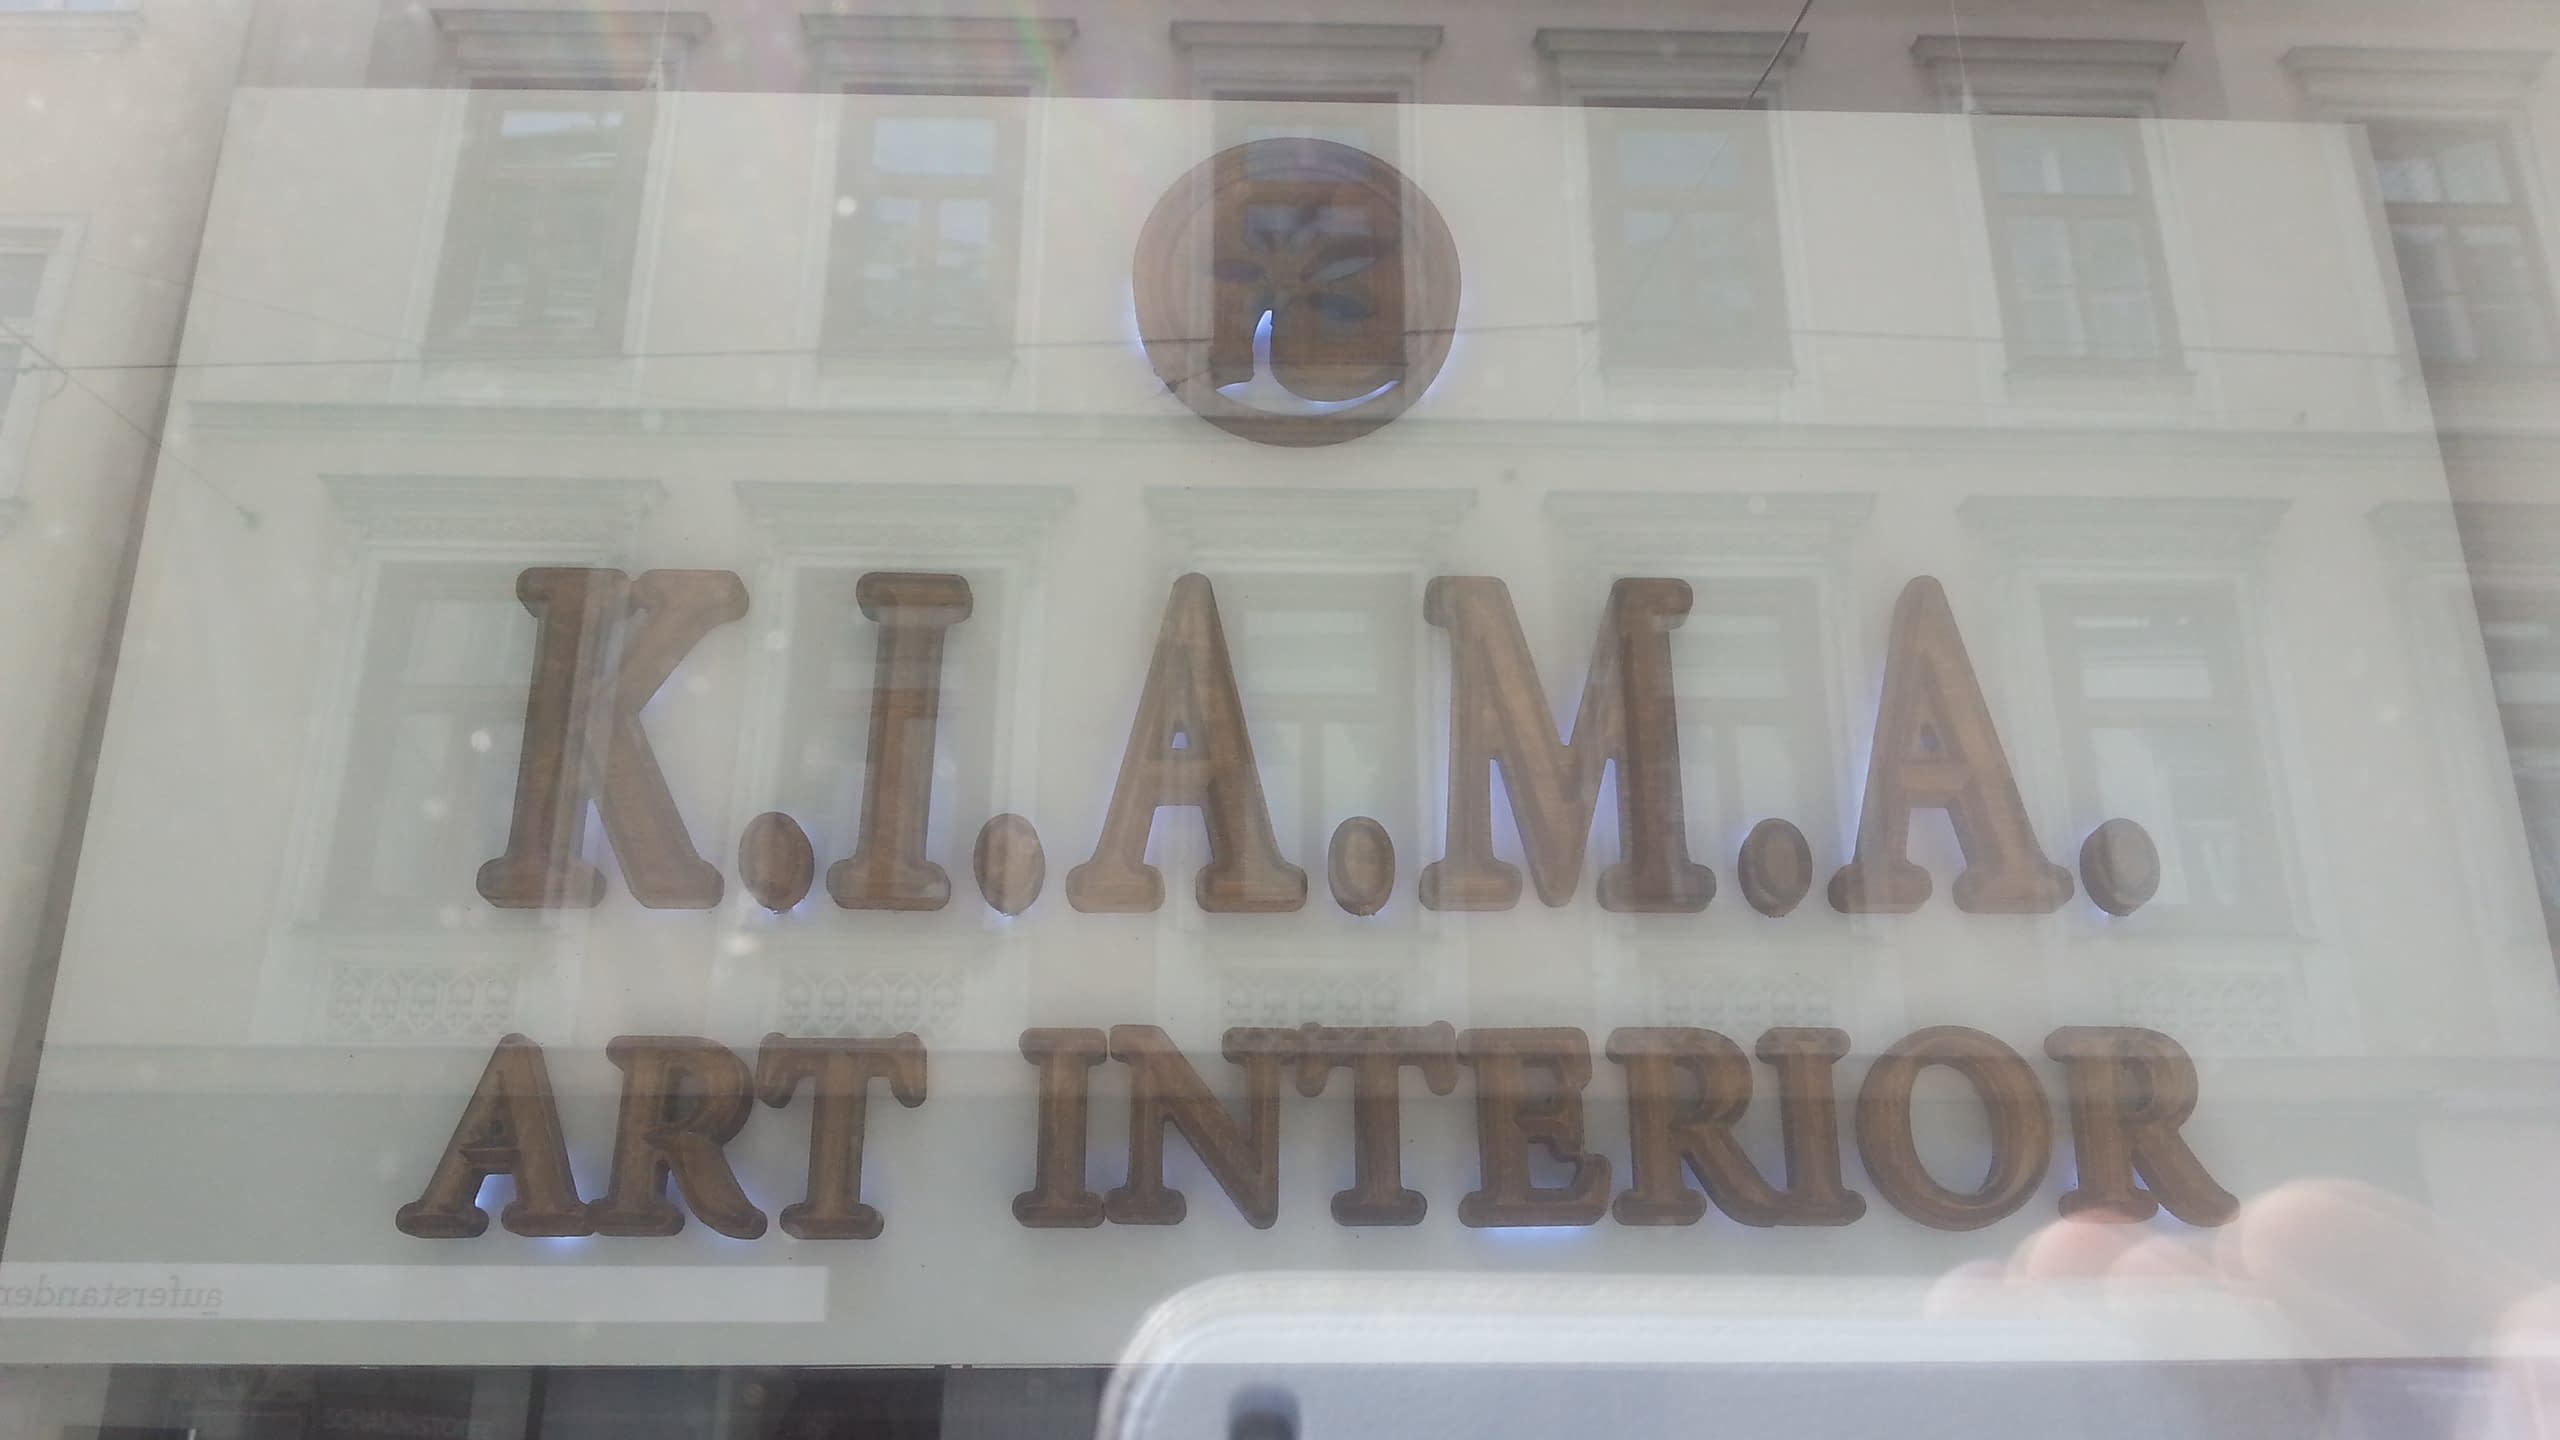 K.I.A.M.A.
ART INTERIOR
auferstanden